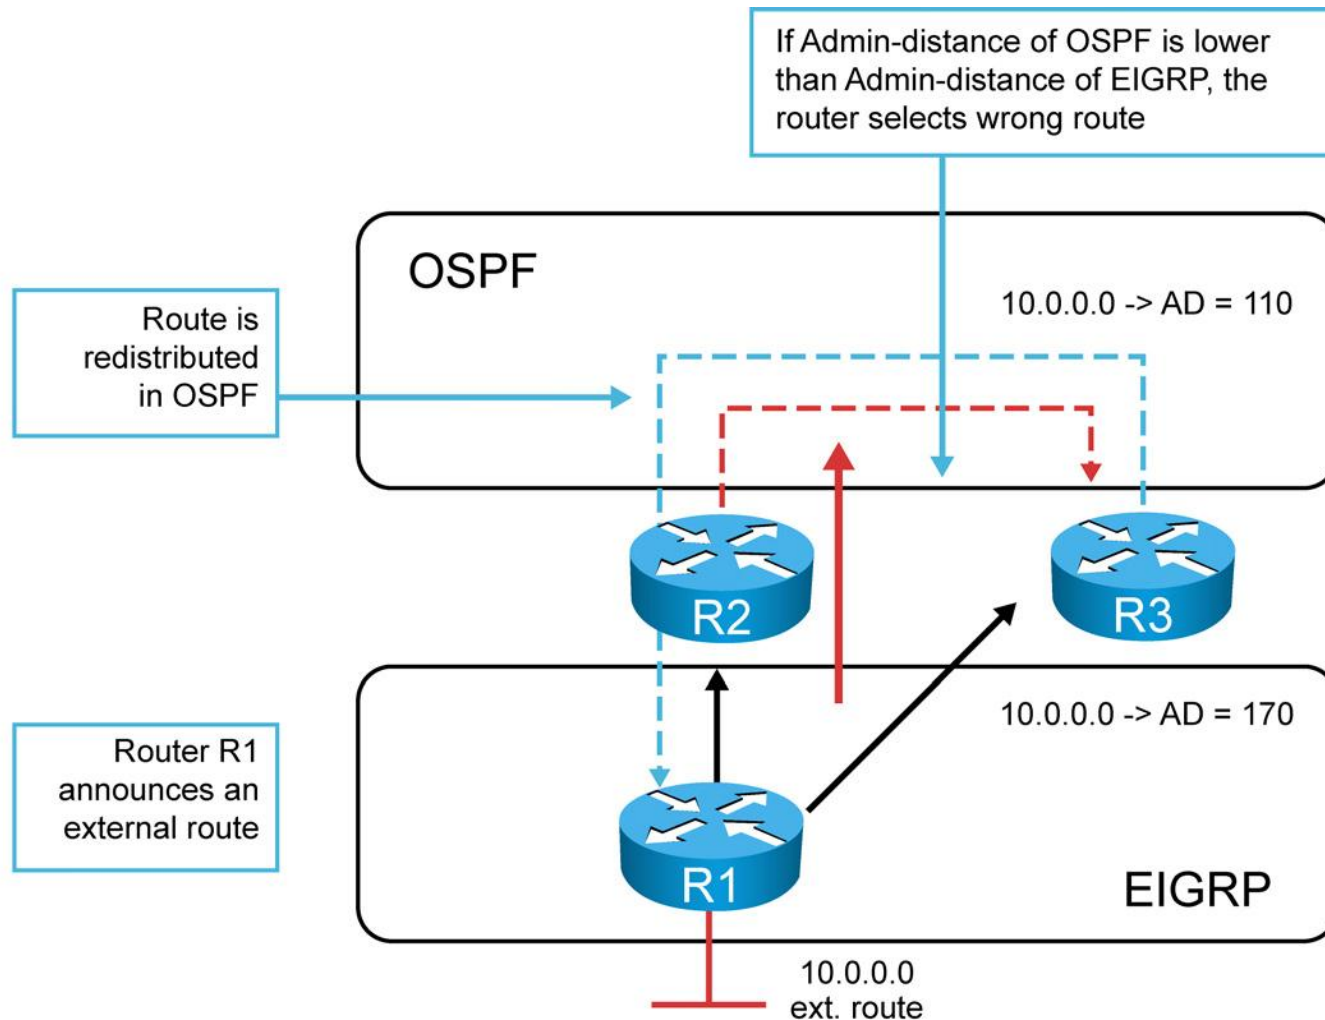 If Admin-distance of OSPF is lower
than Admin-distance of EIGRP, the
router selects wrong route
OSPF
10.0.0.0 -> AD = 110
Route is
redistributed
in OSPF
R2
R3
10.0.0.0 -> AD = 170
Router R1
announces an
external route
R1
EIGRP
10.0.0.0
ext. route